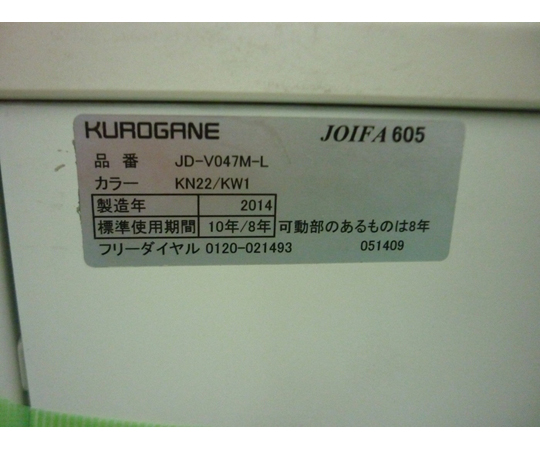 KUROGANE JOIFA 605
品 番 JD-V047M-L
カラー KN22/KW1
製造年 2014
標準使用期間 10年/8年 可動部のあるものは8年
フリーダイヤル 0120-021493 051409